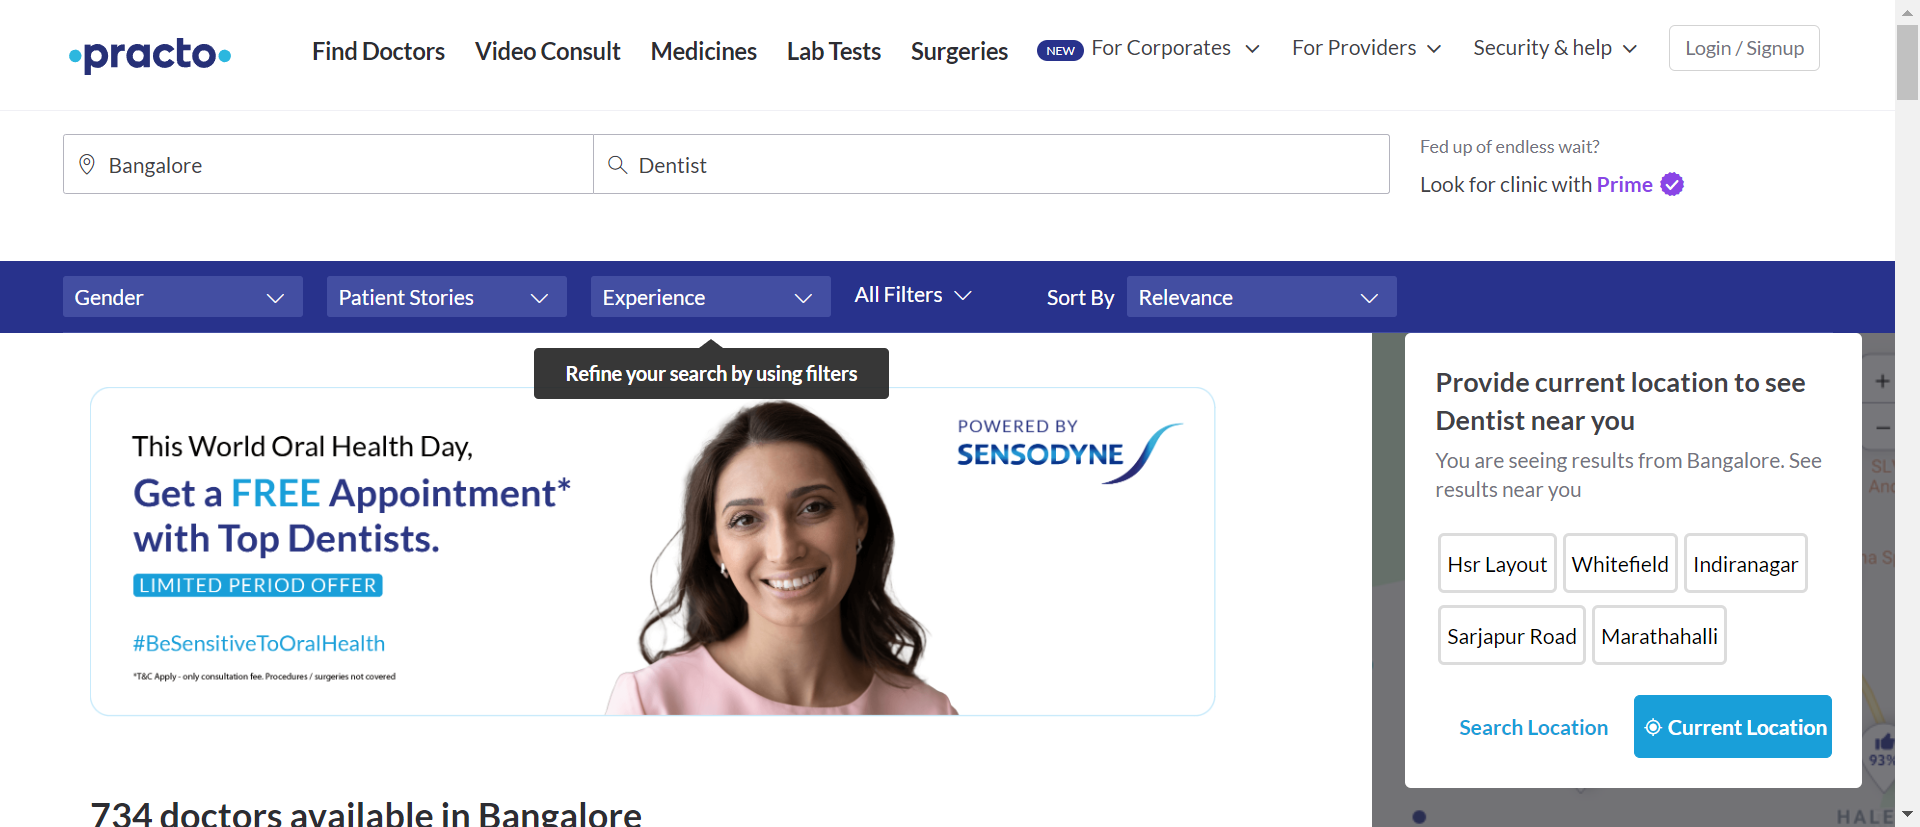 practo
Find Doctors
Video Consult
Medicines
Lab Tests
Surgeries
NEW For Corporates
For Providers
Security & help
Login / Signup
Bangalore
Dentist
Fed up of endless wait?
Look for clinic with Prime
Gender
Patient Stories
Experience
All Filters
Sort By
Relevance
Refine your search by using filters
This World Oral Health Day,
Get a FREE Appointment*
with Top Dentists.
LIMITED PERIOD OFFER
#BeSensitiveToOralHealth
*T&C Apply - only consultation fee. Procedures / surgeries not covered
POWERED BY
SENSODYNE
734 doctors available in Bangalore
Provide current location to see
Dentist near you
You are seeing results from Bangalore. See
results near you
Hsr Layout
Whitefield
Indiranagar
Sarjapur Road
Marathahalli
Search Location
Current Location
+
−
93%
HALE